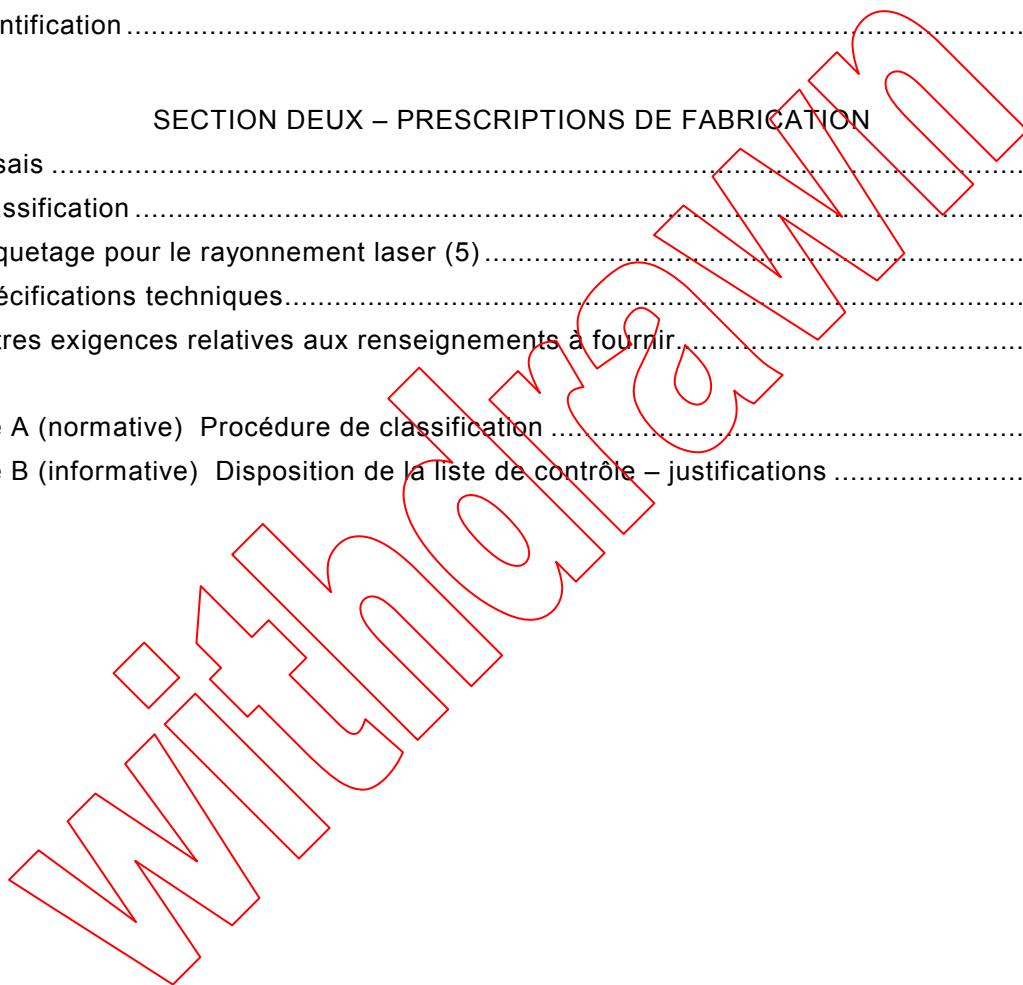 ntification ........................................................................................................................
SECTION DEUX – PRESCRIPTIONS DE FABRICATION
sais ........................................................................................................................
assification ........................................................................................................................
quetage pour le rayonnement laser (5) ........................................................................
écifications techniques ........................................................................................................
tres exigences relatives aux renseignements à fournir ................................................
e A (normative) Procédure de classification ................................................................
e B (informative) Disposition de la liste de contrôle – justifications ........................
withdrawn